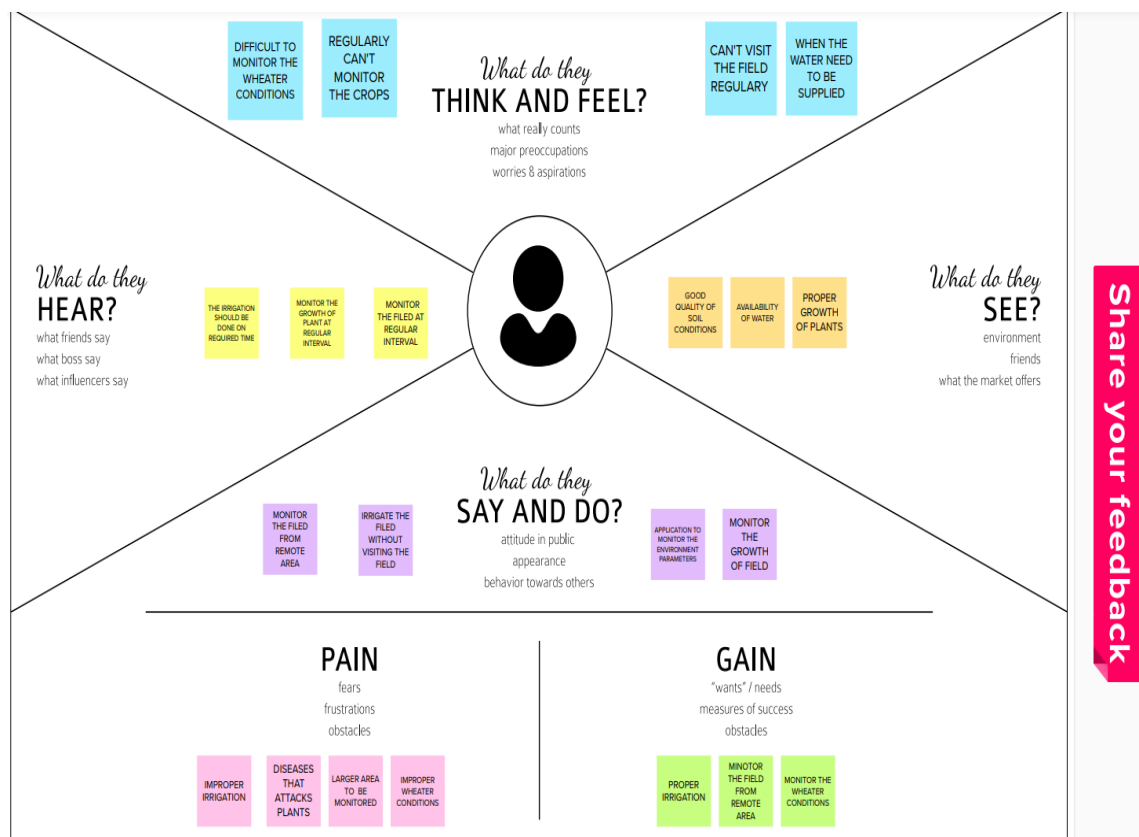 DIFFICULT TO
MONITOR THE
WHEATER
CONDITIONS
REGULARLY
CAN'T
MONITOR
THE CROPS
What do they
THINK AND FEEL?
what really counts
major preoccupations
worries & aspirations
CAN'T VISIT
THE FIELD
REGULARY
WHEN THE
WATER NEED
TO BE
SUPPLIED
What do they
HEAR?
what friends say
what boss say
what influencers say
THE IRRIGATION
SHOULD BE
DONE ON
REQUIRED TIME
MONITOR THE
GROWTH OF
PLANT AT
REGULAR
INTERVAL
MONITOR
THE FILED AT
REGULAR
INTERVAL
GOOD
QUALITY OF
SOIL
CONDITIONS
AVAILABILITY
OF WATER
PROPER
GROWTH
OF PLANTS
What do they
SEE?
environment
friends
what the market offers
What do they
SAY AND DO?
attitude in public
appearance
behavior towards others
MONITOR
THE FILED
FROM
REMOTE
AREA
IRRIGATE THE
FILED
WITHOUT
VISITING THE
FIELD
APPLICATION TO
MONITOR THE
ENVIRONMENT
PARAMETERS
MONITOR
THE
GROWTH
OF FIELD
PAIN
fears
frustrations
obstacles
IMPROPER
IRRIGATION
DISEASES
THAT
ATTACKS
PLANTS
LARGER AREA
TO BE
MONITORED
IMPROPER
WHEATER
CONDITIONS
GAIN
"wants" / needs
measures of success
obstacles
PROPER
IRRIGATION
MINOTOR
THE FIELD
FROM
REMOTE
AREA
MONITOR THE
WHEATER
CONDITIONS
Share your feedback